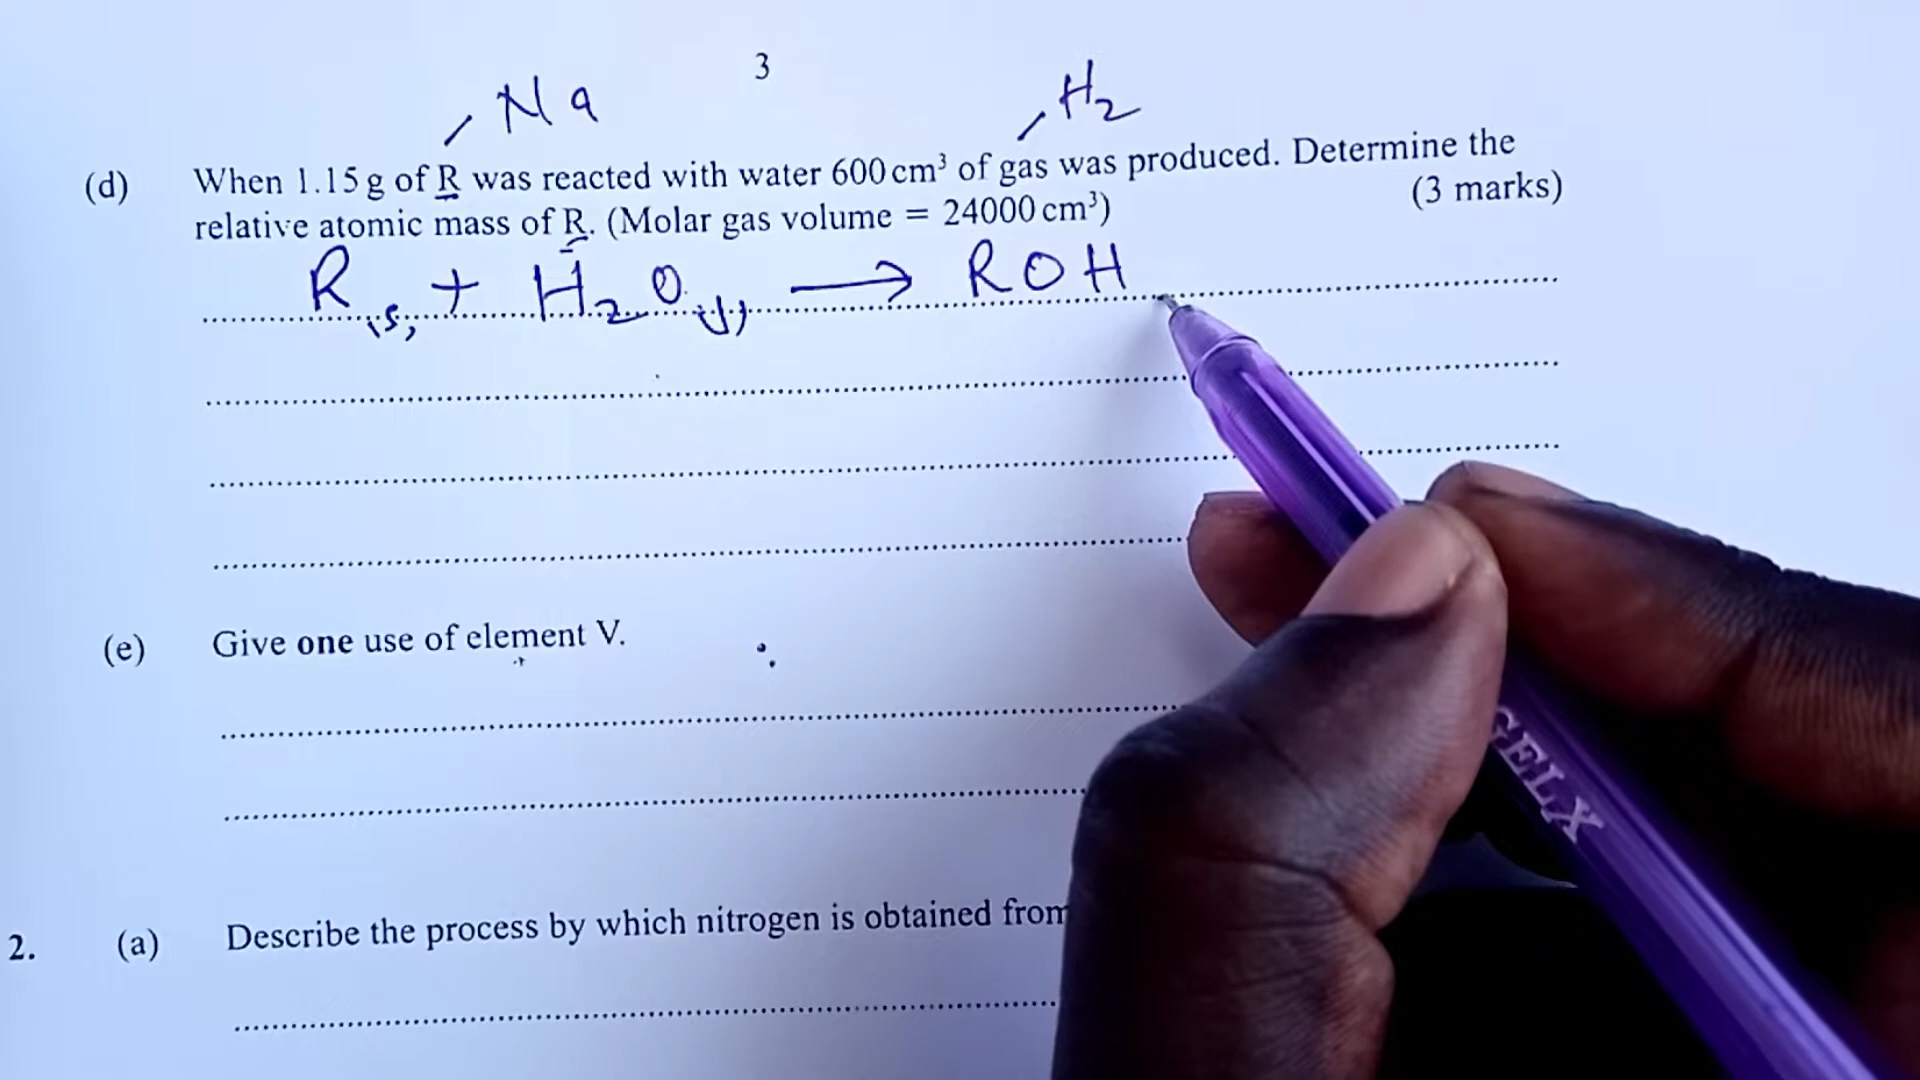 3
Na
H2
(d) When 1.15 g of R was reacted with water 600 cm³ of gas was produced. Determine the
relative atomic mass of R. (Molar gas volume = 24000 cm³) (3 marks)
R(s) + H2O(l) → ROH
(e) Give one use of element V.
2. (a) Describe the process by which nitrogen is obtained from
GELX